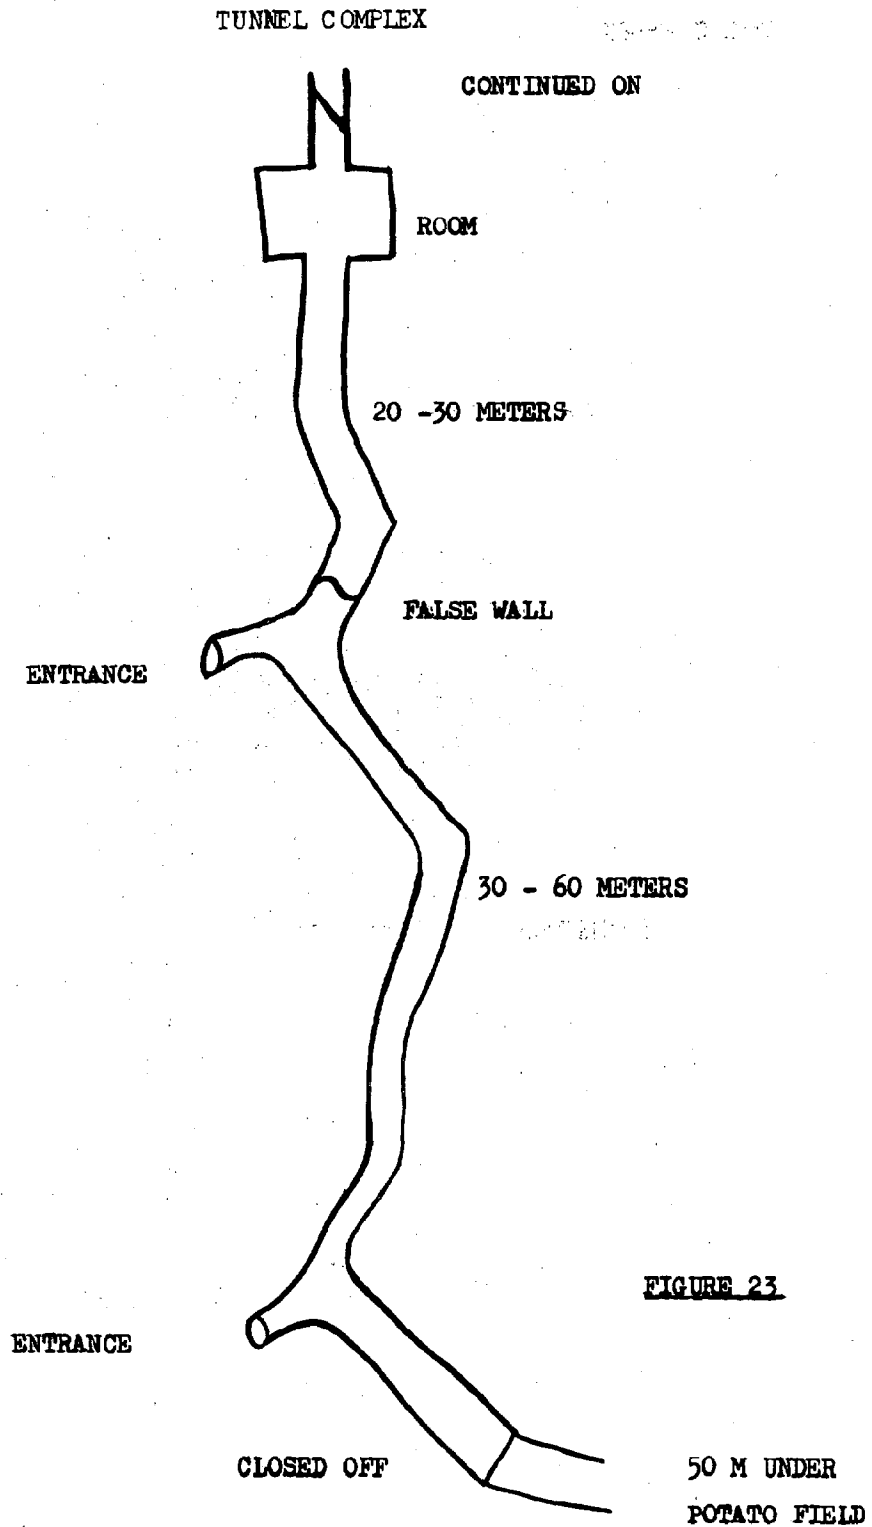 TUNNEL COMPLEX
CONTINUED ON
ROOM
20 -30 METERS
FALSE WALL
ENTRANCE
30 - 60 METERS
FIGURE 23
ENTRANCE
CLOSED OFF
50 M UNDER
POTATO FIELD